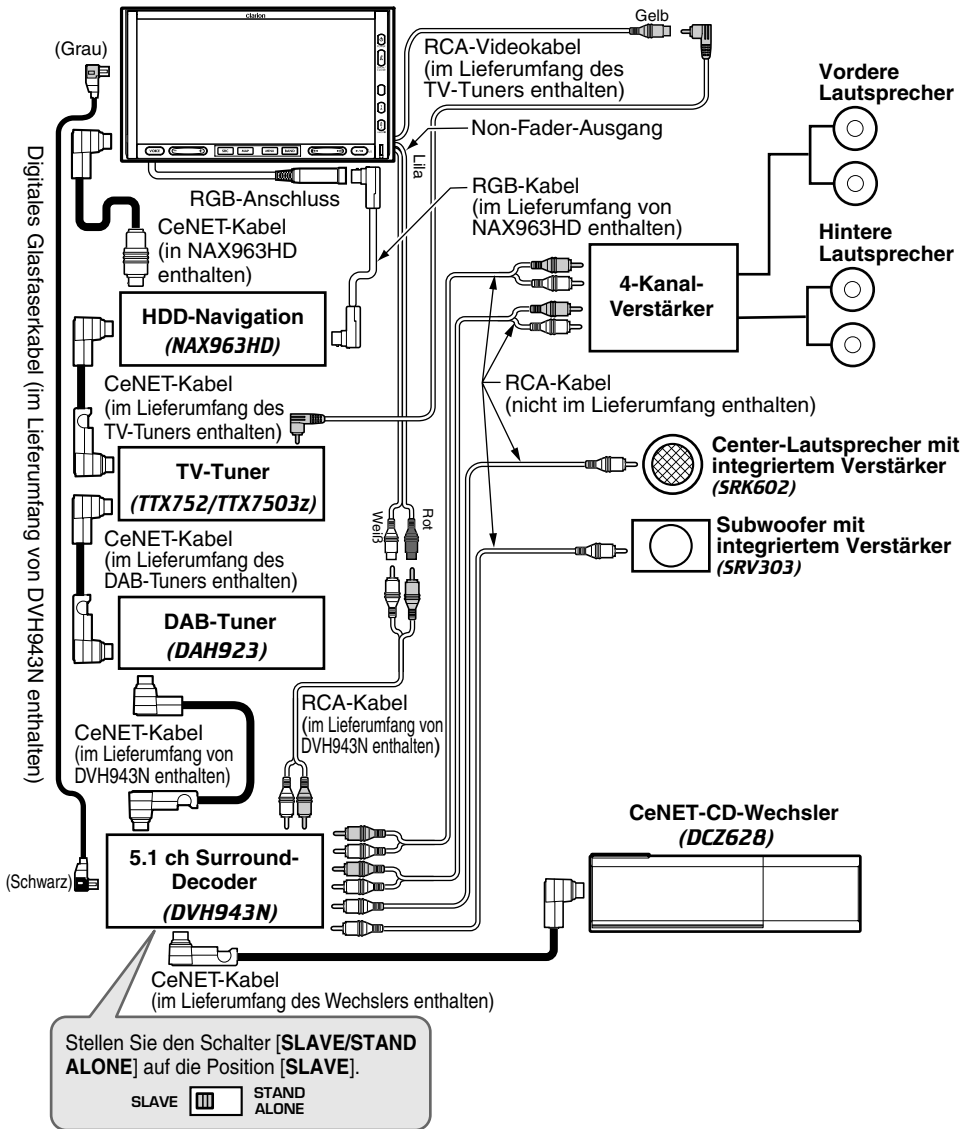 clarion
Gelb
(Grau)
RCA-Videokabel
(im Lieferumfang des
TV-Tuners enthalten)
Vordere
Lautsprecher
Non-Fader-Ausgang
Lila
VOICE
SRC
MAP
MENU
BAND
RGB-Anschluss
RGB-Kabel
(im Lieferumfang von
NAX963HD enthalten)
Digitales Glasfaserkabel (im Lieferumfang von DVH943N enthalten)
CeNET-Kabel
(in NAX963HD
enthalten)
Hintere
Lautsprecher
4-Kanal-
Verstärker
HDD-Navigation
(NAX963HD)
CeNET-Kabel
(im Lieferumfang des
TV-Tuners enthalten)
RCA-Kabel
(nicht im Lieferumfang enthalten)
Center-Lautsprecher mit
integriertem Verstärker
(SRK602)
TV-Tuner
(TTX752/TTX7503z)
Weiß
Rot
Subwoofer mit
integriertem Verstärker
(SRV303)
CeNET-Kabel
(im Lieferumfang des
DAB-Tuners enthalten)
DAB-Tuner
(DAH923)
RCA-Kabel
(im Lieferumfang von
DVH943N enthalten)
CeNET-Kabel
(im Lieferumfang von
DVH943N enthalten)
CeNET-CD-Wechsler
(DCZ628)
5.1 ch Surround-
Decoder
(DVH943N)
(Schwarz)
CeNET-Kabel
(im Lieferumfang des Wechslers enthalten)
Stellen Sie den Schalter [SLAVE/STAND
ALONE] auf die Position [SLAVE].
SLAVE
STAND
ALONE